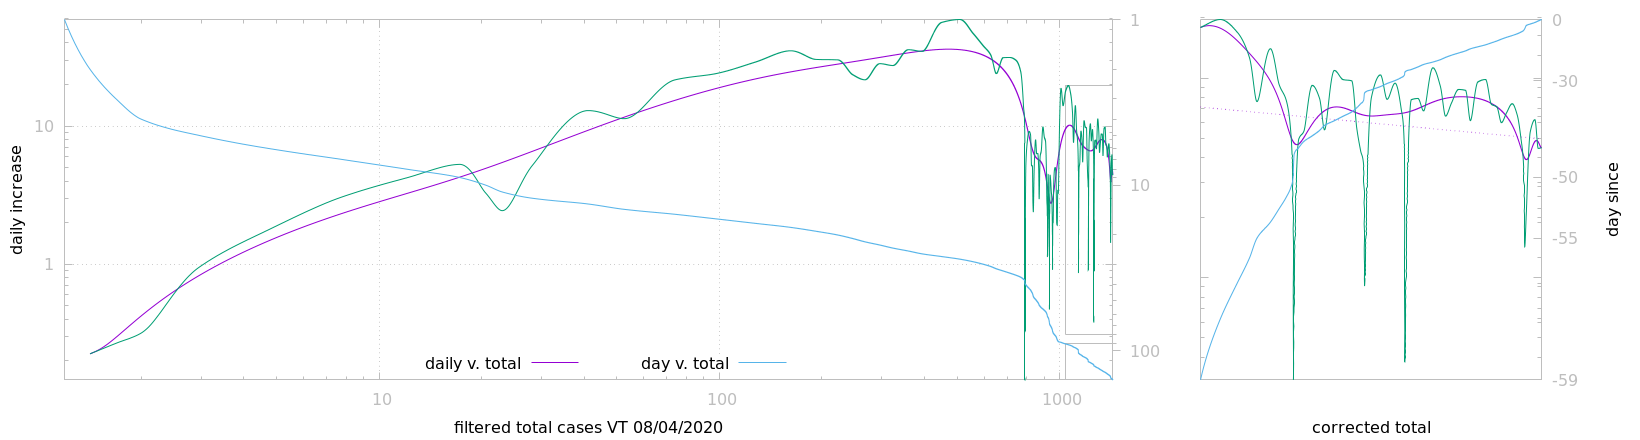 1
0
10
-30
daily increase
day since
10
-50
-55
1
daily v. total
day v. total
100
-59
10
100
1000
filtered total cases VT 08/04/2020
corrected total